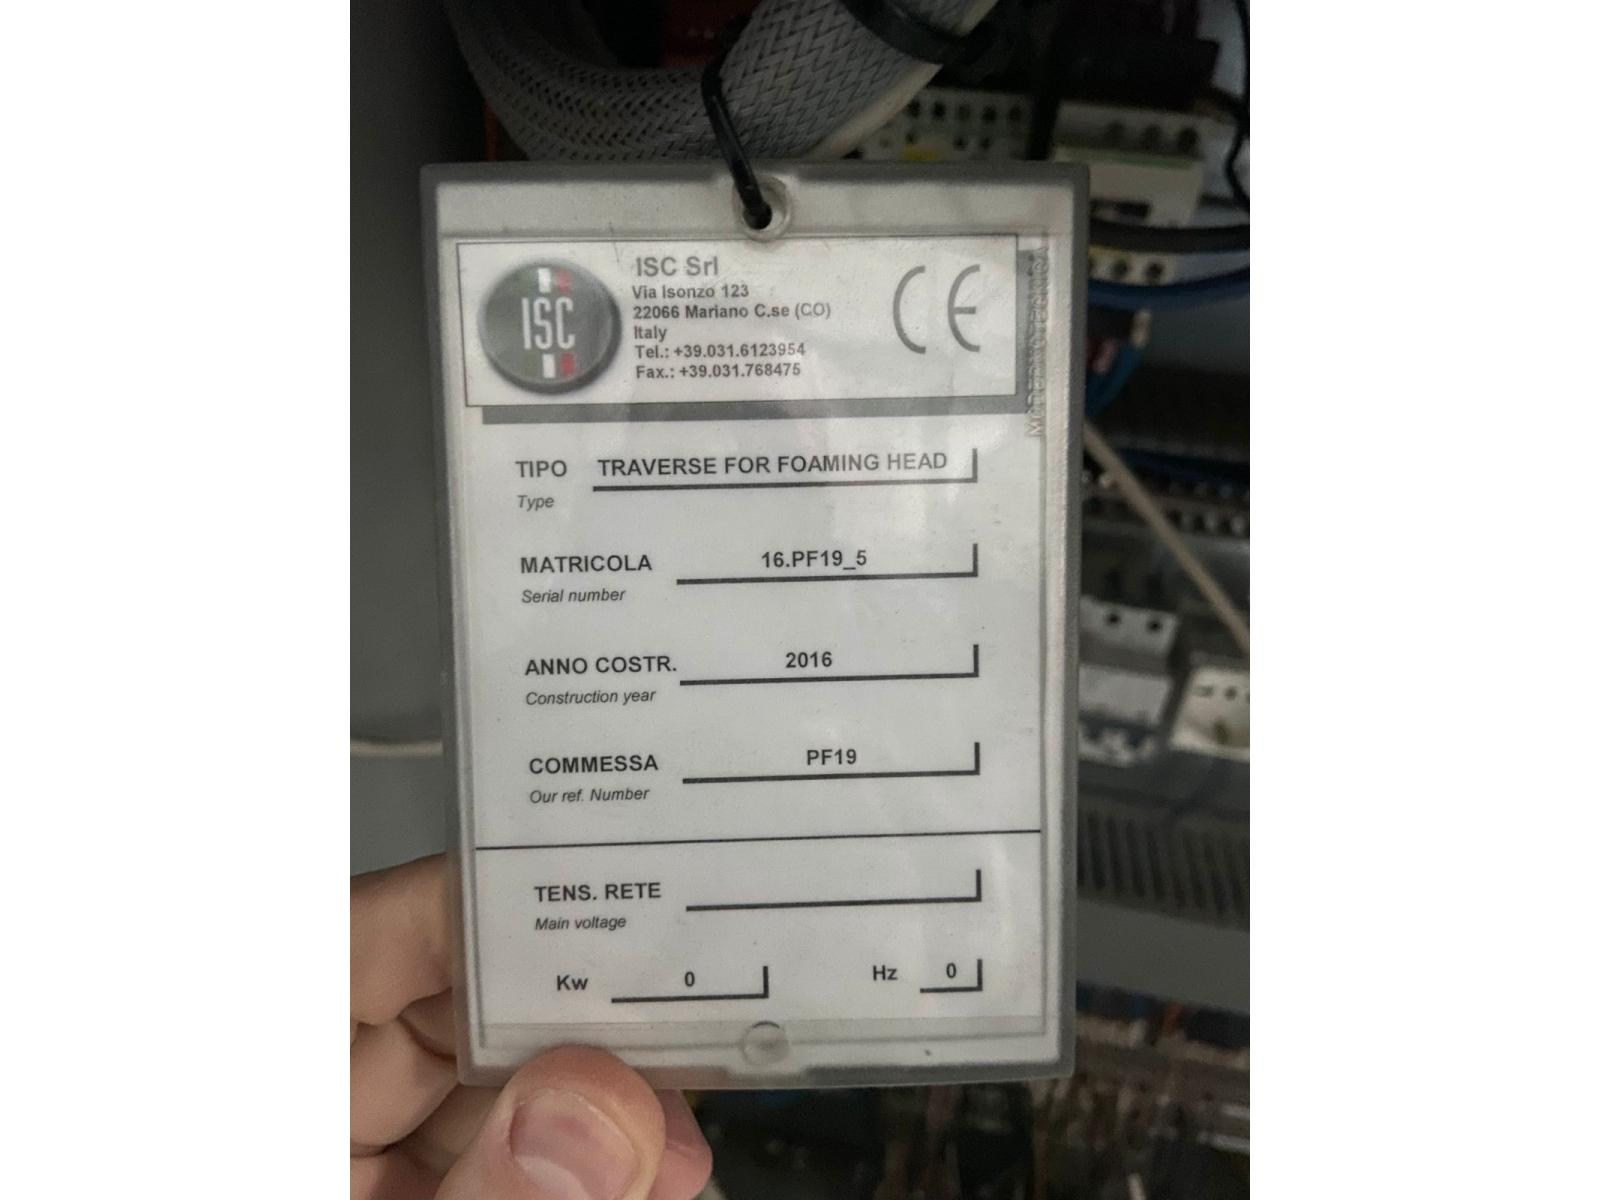 ISC
ISC Srl
Via Isonzo 123
22066 Mariano C.se (CO)
Italy
Tel.: +39.031.6123954
Fax.: +39.031.768475
CE
MODERNOTECNICA
TIPO TRAVERSE FOR FOAMING HEAD
Type
MATRICOLA 16.PF19_5
Serial number
ANNO COSTR. 2016
Construction year
COMMESSA PF19
Our ref. Number
TENS. RETE
Main voltage
Kw 0 Hz 0